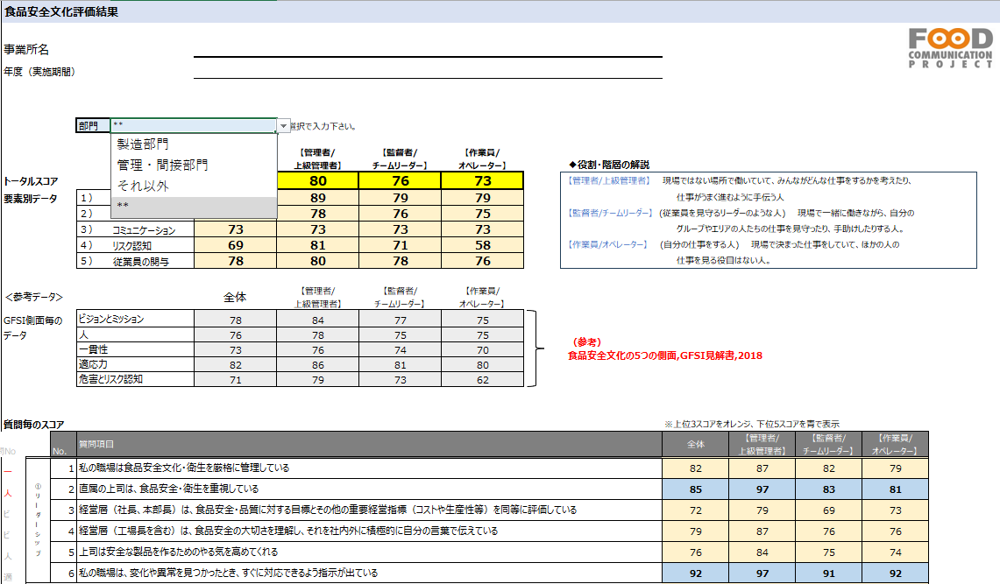 食品安全文化評価結果
事業所名
年度（実施期間）
FOOD
COMMUNICATION
PROJECT
部門 ** 選択で入力下さい。
製造部門
管理・間接部門
それ以外
**
【管理者/上級管理者】 【監督者/チームリーダー】 【作業員/オペレーター】
トータルスコア 80 76 73
要素別データ 1） 89 79 79
2） 78 76 75
3） コミュニケーション 73 73 73 73
4） リスク認知 69 81 71 58
5） 従業員の関与 78 80 78 76
◆役割・階層の解説
【管理者/上級管理者】 現場ではない場所で働いていて、みんながどんな仕事をするかを考えたり、
仕事がうまく進むように手伝う人
【監督者/チームリーダー】 (従業員を見守るリーダーのような人) 現場で一緒に働きながら、自分の
グループやエリアの人たちの仕事を見守ったり、手助けしたりする人。
【作業員/オペレーター】 (自分の仕事をする人) 現場で決まった仕事をしていて、ほかの人の
仕事を見る役目はない人。
<参考データ> 全体 【管理者/上級管理者】 【監督者/チームリーダー】 【作業員/オペレーター】
GFSI側面毎の
データ
ビジョンとミッション 78 84 77 75
人 76 78 75 75
一貫性 73 76 74 70
適応力 82 86 81 80
危害とリスク認知 71 79 73 62
（参考）
食品安全文化の5つの側面,GFSI見解書,2018
質問毎のスコア
※上位3スコアをオレンジ、下位5スコアを青で表示
No. 質問項目 全体 【管理者/上級管理者】 【監督者/チームリーダー】 【作業員/オペレーター】
No
①リーダーシップ
一 1 私の職場は食品安全文化・衛生を厳格に管理している 82 87 82 79
人 2 直属の上司は、食品安全・衛生を重視している 85 97 83 81
ビ 3 経営層（社長、本部長）は、食品安全・品質に対する目標とその他の重要経営指標（コストや生産性等）を同等に評価している 72 79 69 73
ビ 4 経営層（工場長を含む）は、食品安全の大切さを理解し、それを社内外に積極的に自分の言葉で伝えている 79 87 76 76
人 5 上司は安全な製品を作るためのやる気を高めてくれる 76 84 75 74
適 6 私の職場は、変化や異常を見つかったとき、すぐに対応できるよう指示が出ている 92 97 91 92